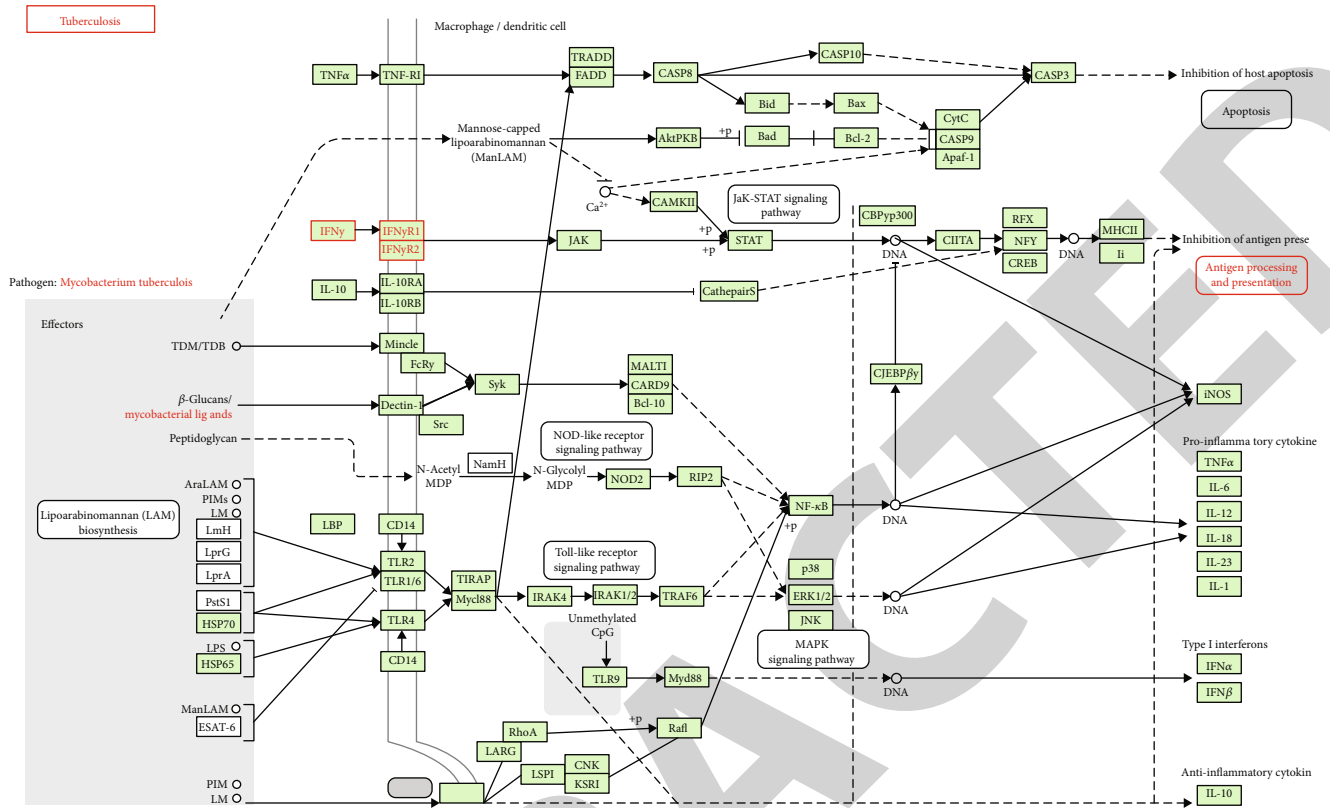 Tuberculosis
Macrophage / dendritic cell
TNFα
TNF-RI
TRADD
FADD
CASP8
CASP10
CASP3
Inhibition of host apoptosis
Apoptosis
Bid
Bax
CytC
CASP9
Apaf-1
Mannose-capped
lipoarabinomannan
(ManLAM)
AktPKB
+p
Bad
Bcl-2
Ca2+
CAMKII
+p
+p
JaK-STAT signaling
pathway
CBPyp300
IFNγ
IFNγR1
IFNγR2
JAK
STAT
DNA
CIITA
RFX
NFY
CREB
DNA
MHCII
Ii
Inhibition of antigen prese
Antigen processing
and presentation
Pathogen: Mycobacterium tuberculois
IL-10
IL-10RA
IL-10RB
CathepairS
Effectors
TDM/TDB
Mincle
FcRy
Syk
MALTI
CARD9
Bcl-10
CJEBPβy
iNOS
β-Glucans/
mycobacterial lig ands
Dectin-1
Src
Peptidoglycan
N-Acetyl
MDP
NamH
N-Glycolyl
MDP
NOD-like receptor
signaling pathway
NOD2
RIP2
NF-κB
+p
DNA
Pro-inflamma tory cytokine
TNFα
IL-6
IL-12
IL-18
IL-23
IL-1
AraLAM
PIMs
LM
LmH
LprG
LprA
Lipoarabinomannan (LAM)
biosynthesis
LBP
CD14
TLR2
TLR1/6
TIRAP
Mycl88
Toll-like receptor
signaling pathway
IRAK4
IRAK1/2
TRAF6
p38
ERK1/2
JNK
DNA
MAPK
signaling pathway
PstS1
HSP70
TLR4
CD14
LPS
HSP65
Unmethylated
CpG
TLR9
Myd88
DNA
Type I interferons
IFNα
IFNβ
ManLAM
ESAT-6
RhoA
LARG
+p
Rafl
LSPI
CNK
KSRI
PIM
LM
Anti-inflammatory cytokin
IL-10
ACTED